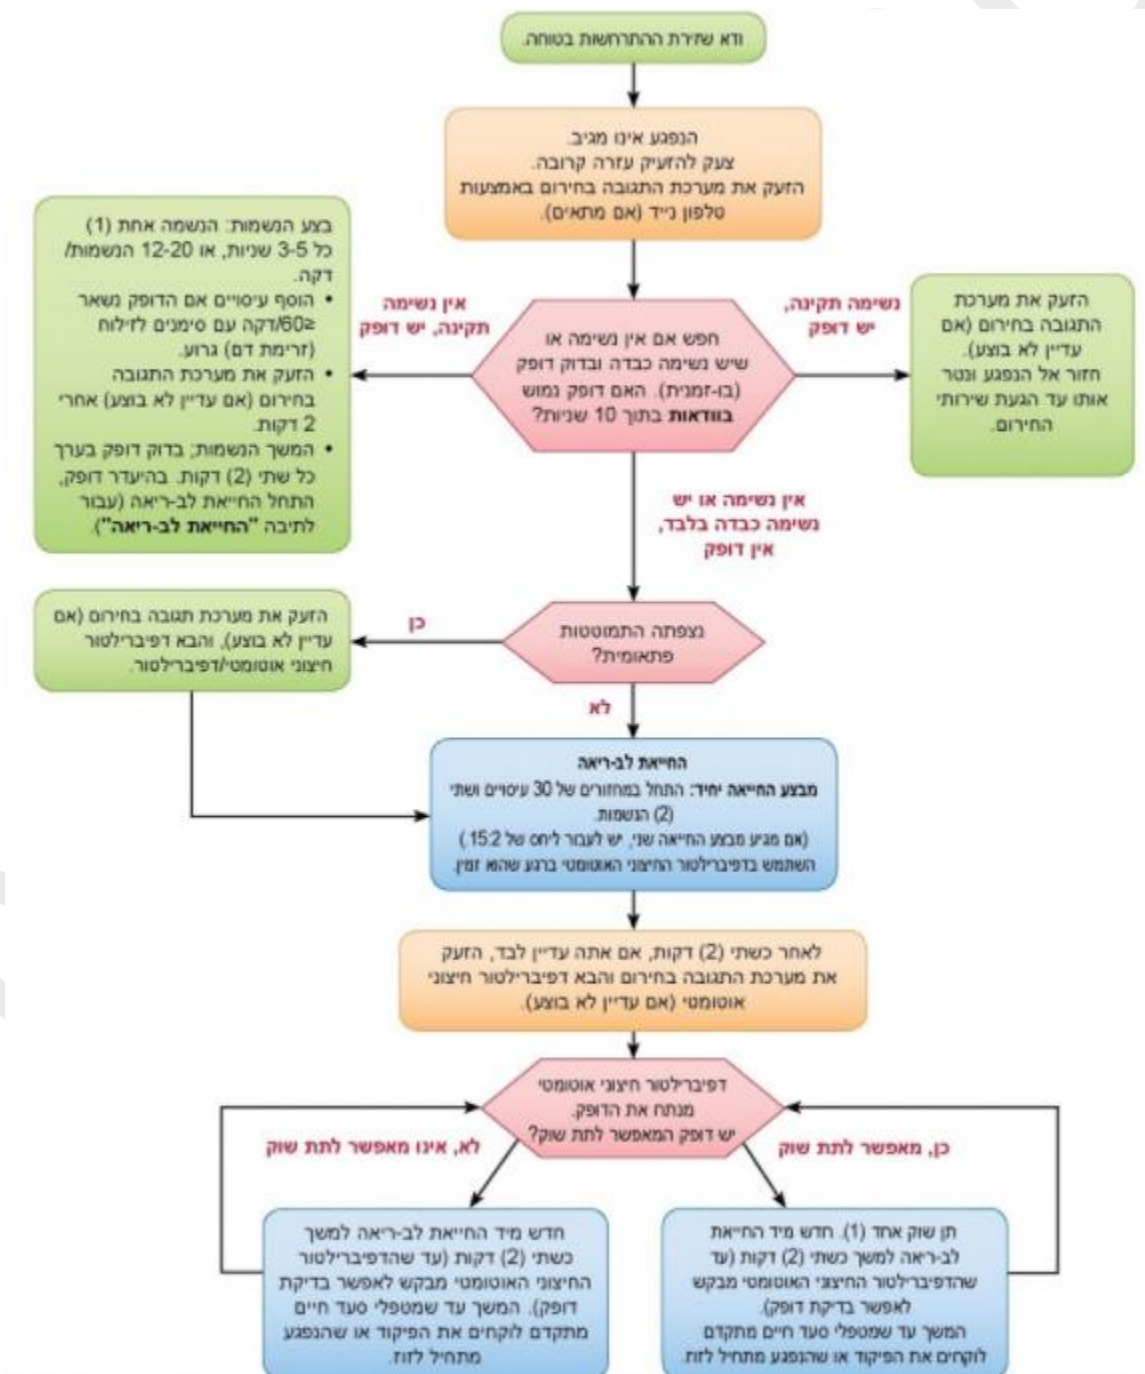 ודא שזירת ההתרחשות בטוחה.
הנפגע אינו מגיב.
צעק להזעיק עזרה קרובה.
הזעק את מערכת התגובה בחירום באמצעות
טלפון נייד (אם מתאים).
נשימה תקינה,
יש דופק
הזעק את מערכת
התגובה בחירום (אם
עדיין לא בוצע).
חזור אל הנפגע ונטר
אותו עד הגעת שירותי
החירום.
חפש אם אין נשימה או
שיש נשימה כבדה ובדוק דופק
(בו-זמנית). האם דופק נמוש
בוודאות בתוך 10 שניות?
אין נשימה
תקינה, יש דופק
בצע הנשמות: הנשמה אחת (1)
כל 3-5 שניות, או 12-20 הנשמות/
דקה.
• הוסף עיסויים אם הדופק נשאר
≤60/דקה עם סימנים לזילוח
(זרימת דם) גרוע.
• הזעק את מערכת התגובה
בחירום (אם עדיין לא בוצע) אחרי
2 דקות.
• המשך הנשמות; בדוק דופק בערך
כל שתי (2) דקות. בהיעדר דופק,
התחל החייאת לב-ריאה (עבור
לתיבה "החייאת לב-ריאה").
אין נשימה או יש
נשימה כבדה בלבד,
אין דופק
נצפתה התמוטטות
פתאומית?
כן
הזעק את מערכת תגובה בחירום (אם
עדיין לא בוצע), והבא דפיברילטור
חיצוני אוטומטי/דפיברילטור.
לא
החייאת לב-ריאה
מבצע החייאה יחיד: התחל במחזורים של 30 עיסויים ושתי
(2) הנשמות.
(אם מגיע מבצע החייאה שני, יש לעבור ליחס של 15:2.)
השתמש בדפיברילטור החיצוני האוטומטי ברגע שהוא זמין.
לאחר כשתי (2) דקות, אם אתה עדיין לבד, הזעק
את מערכת התגובה בחירום והבא דפיברילטור חיצוני
אוטומטי (אם עדיין לא בוצע).
דפיברילטור חיצוני אוטומטי
מנתח את הדופק.
יש דופק המאפשר לתת שוק?
כן, מאפשר לתת שוק
לא, אינו מאפשר לתת שוק
תן שוק אחד (1). חדש מיד החייאת
לב-ריאה למשך כשתי (2) דקות (עד
שהדפיברילטור החיצוני האוטומטי מבקש
לאפשר בדיקת דופק).
המשך עד שמטפלי סעד חיים מתקדם
לוקחים את הפיקוד או שהנפגע מתחיל לזוז.
חדש מיד החייאת לב-ריאה למשך
כשתי (2) דקות (עד שהדפיברילטור
החיצוני האוטומטי מבקש לאפשר בדיקת
דופק). המשך עד שמטפלי סעד חיים
מתקדם לוקחים את הפיקוד או שהנפגע
מתחיל לזוז.